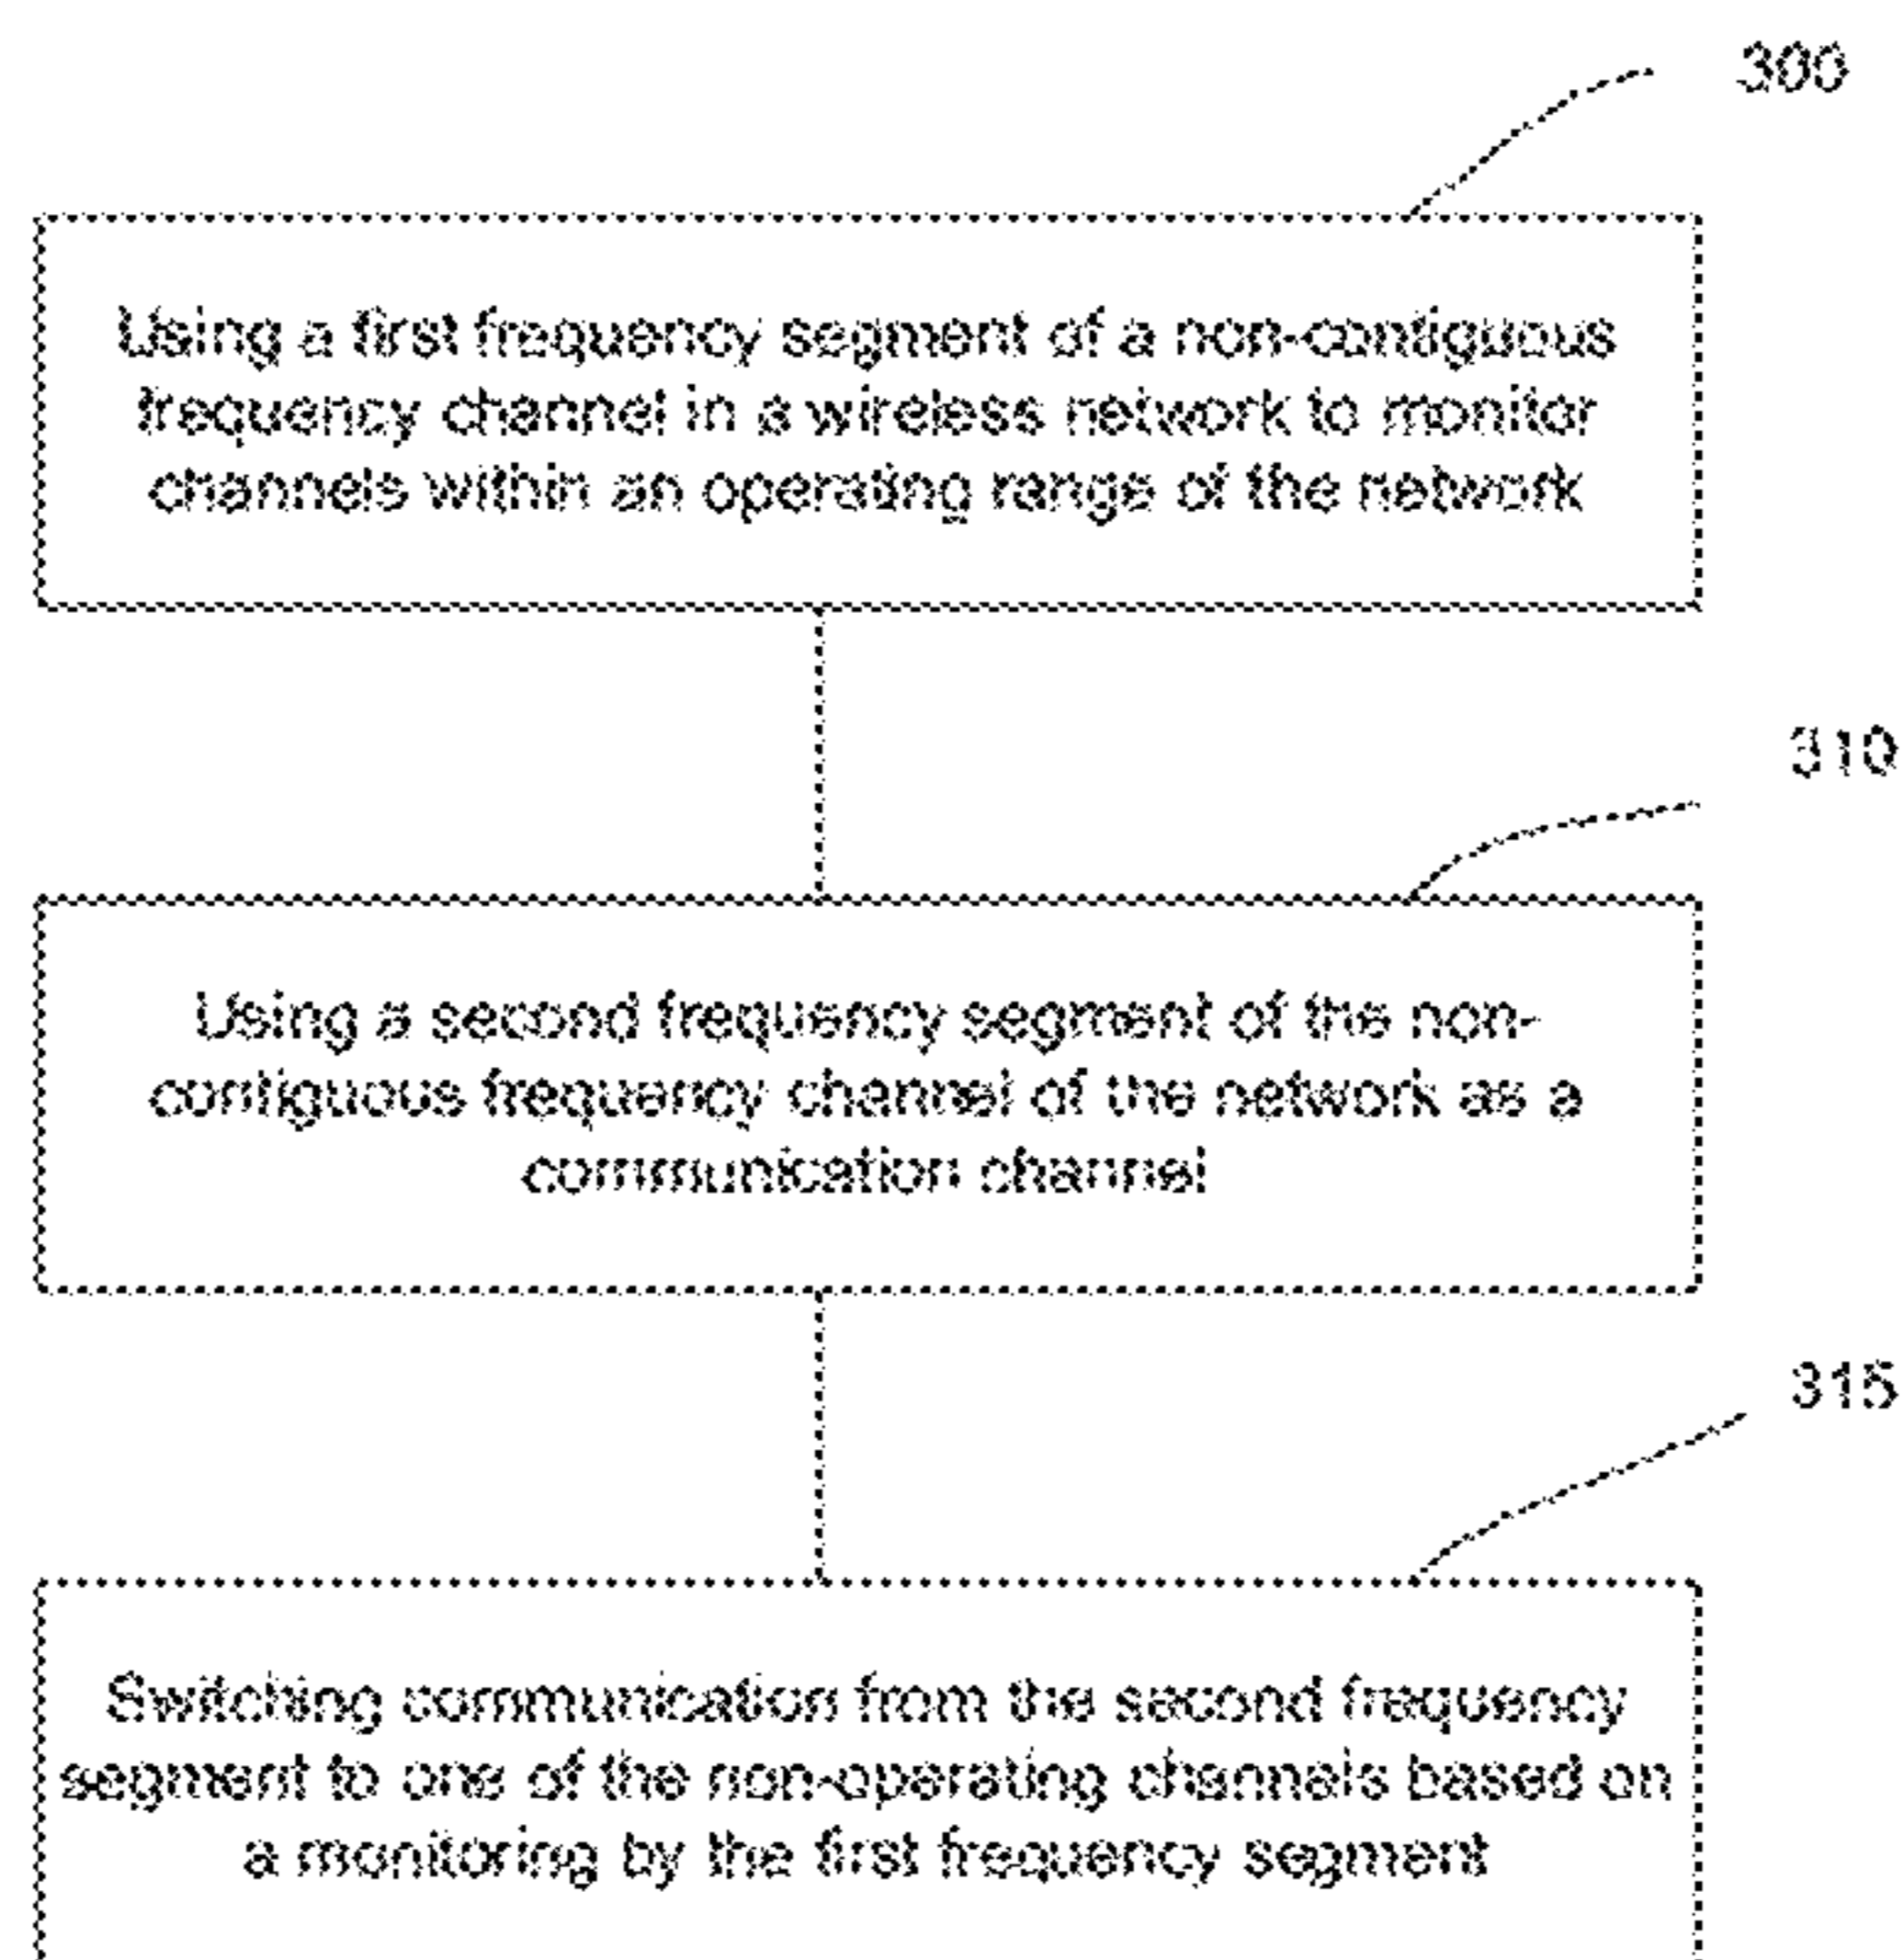 300
Using a first frequency segment of a non-contiguous
frequency channel in a wireless network to monitor
channels within an operating range of the network
310
Using a second frequency segment of the non-
contiguous frequency channel of the network as a
communication channel
315
Switching communication from the second frequency
segment to one of the non-operating channels based on
a monitoring by the first frequency segment